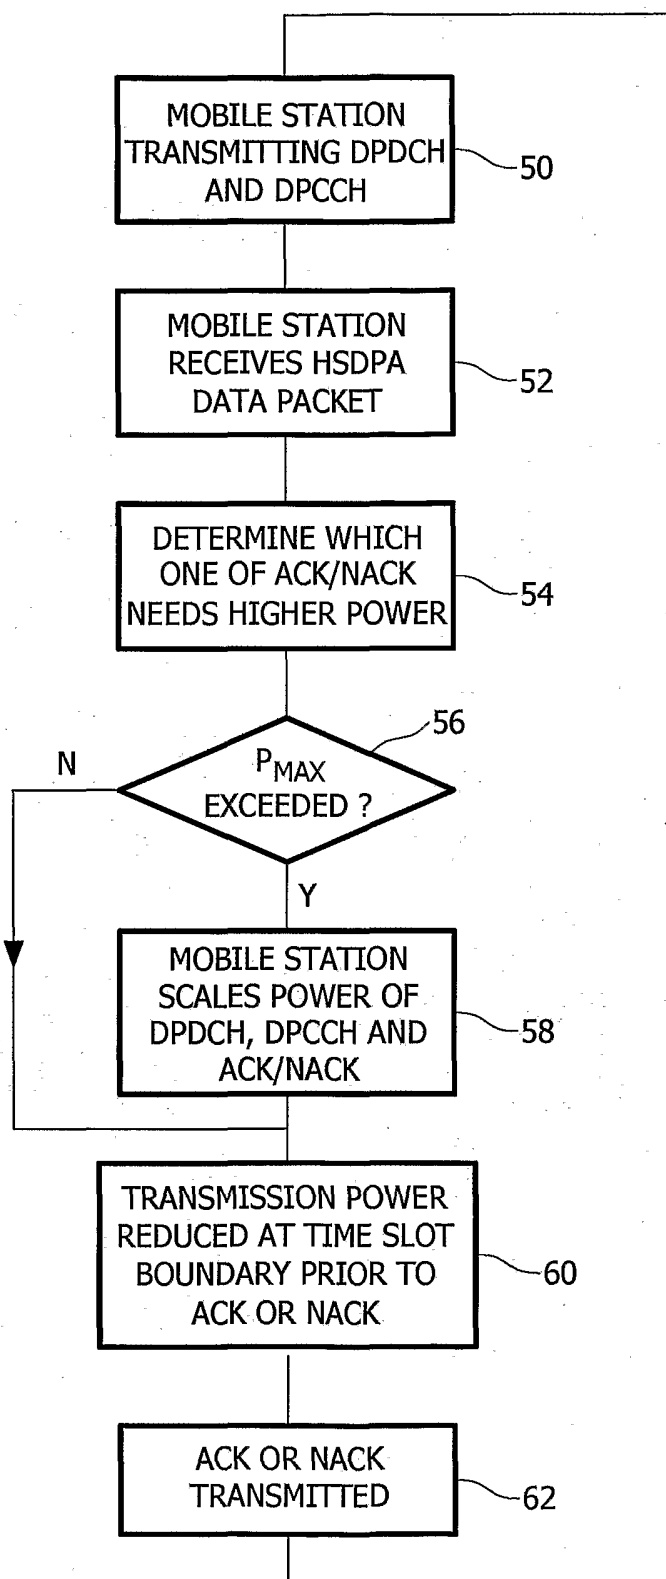 MOBILE STATION
TRANSMITTING DPDCH
AND DPCCH
50
MOBILE STATION
RECEIVES HSDPA
DATA PACKET
52
DETERMINE WHICH
ONE OF ACK/NACK
NEEDS HIGHER POWER
54
56
N
PMAX
EXCEEDED ?
Y
MOBILE STATION
SCALES POWER OF
DPDCH, DPCCH AND
ACK/NACK
58
TRANSMISSION POWER
REDUCED AT TIME SLOT
BOUNDARY PRIOR TO
ACK OR NACK
60
ACK OR NACK
TRANSMITTED
62